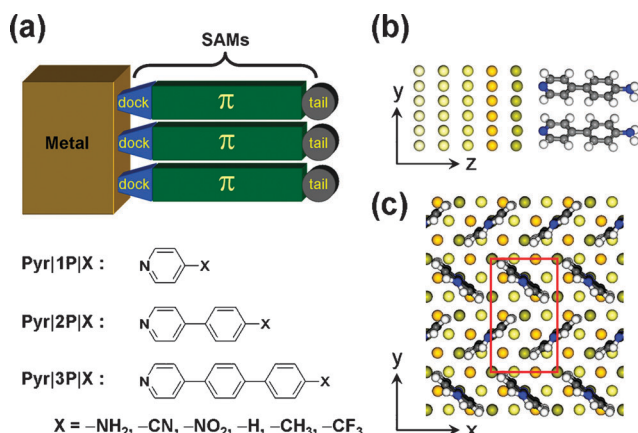 (a)
SAMs
Metal
dock π tail
dock π tail
dock π tail
Pyr|1P|X :
N
X
Pyr|2P|X :
N
X
Pyr|3P|X :
N
X
X = –NH₂, –CN, –NO₂, –H, –CH₃, –CF₃
(b)
y
z
(c)
y
x